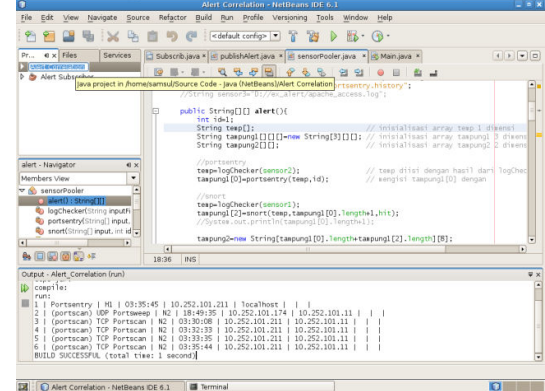 Alert Correlation - NetBeans IDE 6.1
File Edit View Navigate Source Refactor Build Run Profile Versioning Tools Window Help
<default config>
Pr... Files Services
Subscrib.java publishAlert.java sensorPooler.java Main.java
Alert Subscriber
Java project in /home/samsul/Source Code - Java (NetBeans)/Alert Correlation
//String sensor3="D://ex_alert/apache_access.log";
public String[][] alert(){
int id=1;
String temp[]; // inisialisasi array temp 1 dimensi
String tampung1[][][]=new String[3][][]; // inisialisasi array tampung1 3 dimens
String tampung2[][]; // inisialisasi array tampung2 2 dimens
//portsentry
temp=logChecker(sensor2); // temp diisi dengan hasil dari logChec
tampung1[0]=portsentry(temp,id); // mengisi tampung1[0] dengan
//snort
temp=logChecker(sensor1);
tampung1[2]=snort(temp,tampung1[0].length+1,hit);
//System.out.println(tampung1[0].length+1);
tampung2=new String[tampung1[0].length+tampung1[2].length][8];
18:36 INS
alert - Navigator
Members View
sensorPooler
alert() : String[][]
logChecker(String inputFi
portsentry(String[] input,
snort(String[] input, int id
Output - Alert_Correlation (run)
compile:
run:
1 | Portsentry | H1 | 03:35:45 | 10.252.101.211 | localhost | | |
2 | (portscan) UDP Portsweep | N2 | 18:49:35 | 10.252.101.174 | 10.252.101.11 | | |
3 | (portscan) TCP Portscan | N2 | 03:30:08 | 10.252.101.211 | 10.252.101.11 | | |
4 | (portscan) TCP Portscan | N2 | 03:32:33 | 10.252.101.211 | 10.252.101.11 | | |
5 | (portscan) TCP Portscan | N2 | 03:33:35 | 10.252.101.211 | 10.252.101.11 | | |
6 | (portscan) TCP Portscan | N2 | 03:35:44 | 10.252.101.211 | 10.252.101.11 | | |
BUILD SUCCESSFUL (total time: 1 second)
Alert Correlation - NetBeans IDE 6.1 Terminal